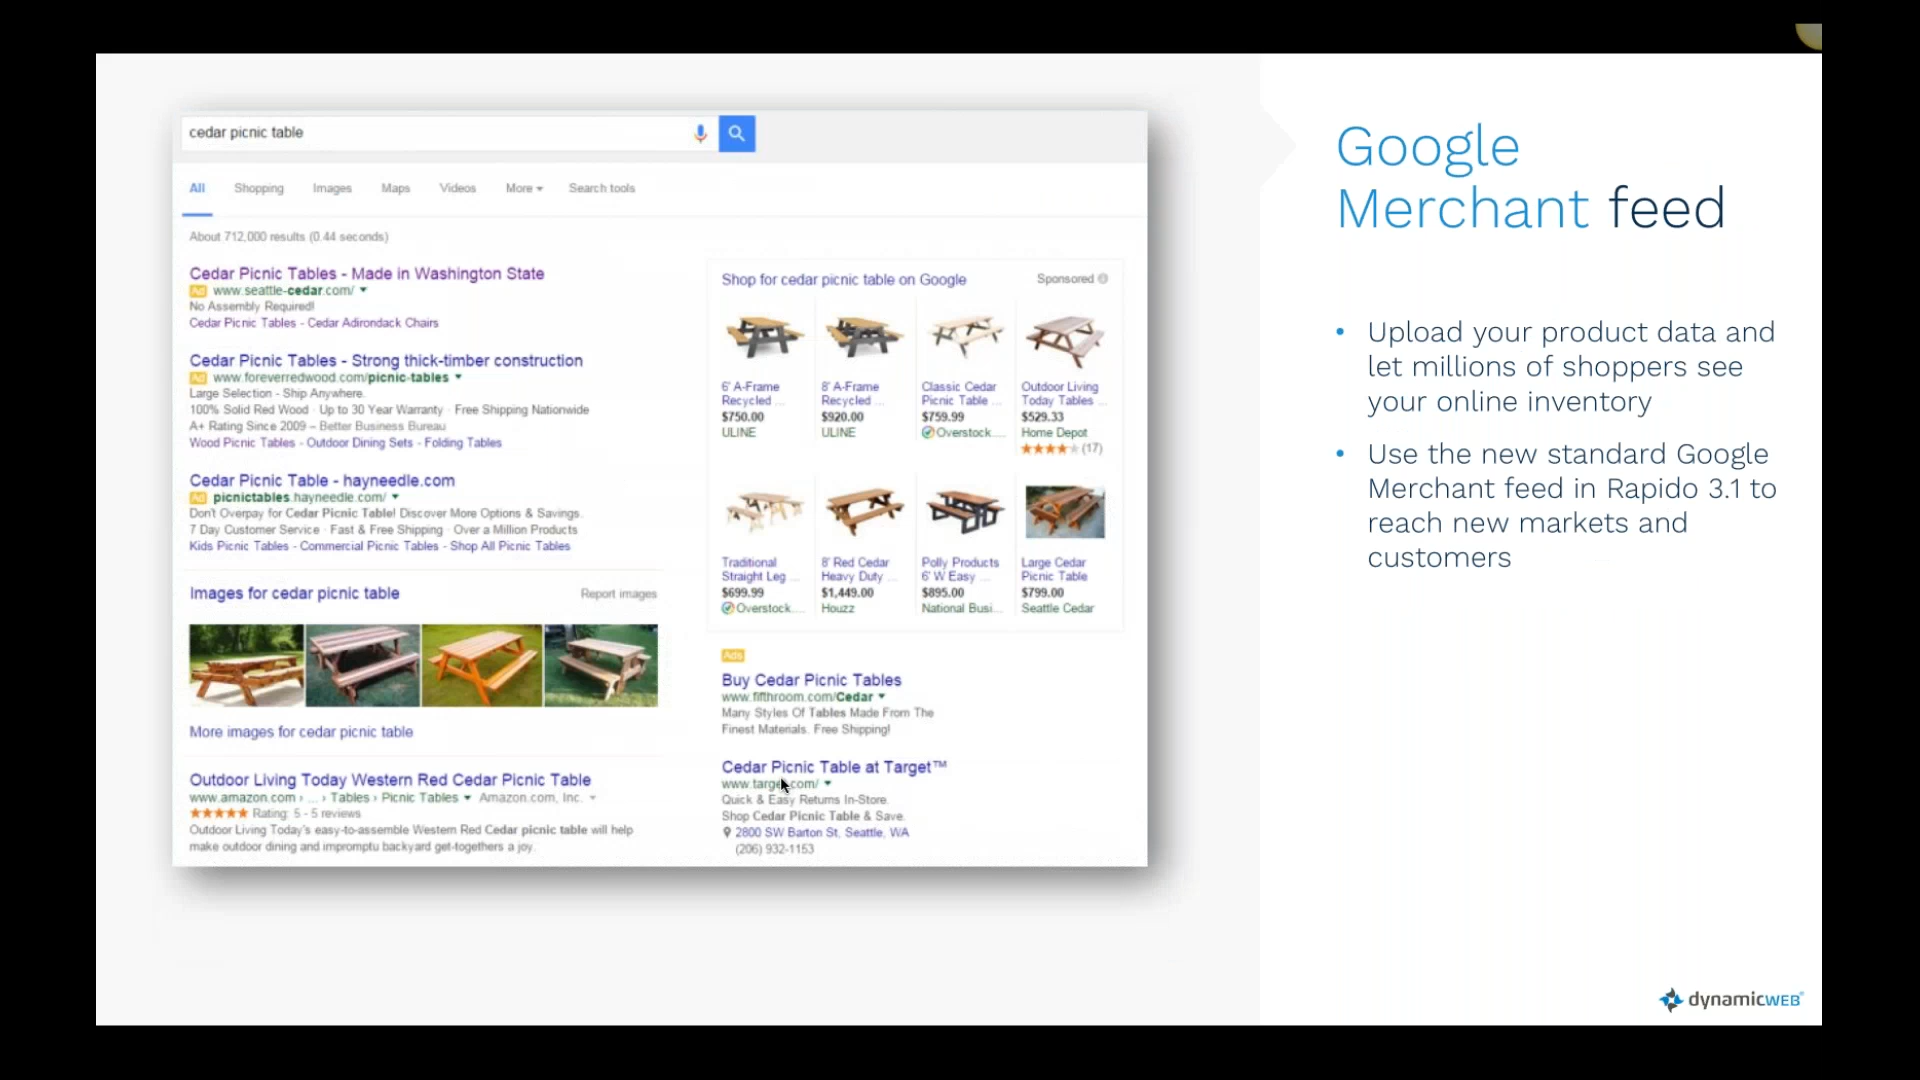 cedar picnic table
All Shopping Images Maps Videos More Search tools
About 712,000 results (0.44 seconds)
Cedar Picnic Tables - Made in Washington State
Ad www.seattle-cedar.com/
No Assembly Required!
Cedar Picnic Tables - Cedar Adirondack Chairs
Cedar Picnic Tables - Strong thick-timber construction
Ad www.foreverredwood.com/picnic-tables
Large Selection - Ship Anywhere.
100% Solid Red Wood · Up to 30 Year Warranty · Free Shipping Nationwide
A+ Rating Since 2009 – Better Business Bureau
Wood Picnic Tables - Outdoor Dining Sets - Folding Tables
Cedar Picnic Table - hayneedle.com
Ad picnictables.hayneedle.com/
Don't Overpay for Cedar Picnic Table! Discover More Options & Savings.
7 Day Customer Service · Fast & Free Shipping · Over a Million Products
Kids Picnic Tables - Commercial Picnic Tables - Shop All Picnic Tables
Images for cedar picnic table Report images
More images for cedar picnic table
Outdoor Living Today Western Red Cedar Picnic Table
www.amazon.com › ... › Tables › Picnic Tables Amazon.com, Inc.
Rating: 5 - 5 reviews
Outdoor Living Today's easy-to-assemble Western Red Cedar picnic table will help
make outdoor dining and impromptu backyard get-togethers a joy.
Shop for cedar picnic table on Google Sponsored
6' A-Frame 8' A-Frame Classic Cedar Outdoor Living
Recycled ... Recycled ... Picnic Table ... Today Tables ...
$750.00 $920.00 $759.99 $529.33
ULINE ULINE Overstock.... Home Depot
(17)
Traditional 8' Red Cedar Polly Products Large Cedar
Straight Leg ... Heavy Duty ... 6' W Easy ... Picnic Table
$699.99 $1,449.00 $895.00 $799.00
Overstock.... Houzz National Busi... Seattle Cedar
Ads
Buy Cedar Picnic Tables
www.fifthroom.com/Cedar
Many Styles Of Tables Made From The
Finest Materials. Free Shipping!
Cedar Picnic Table at Target™
www.target.com/
Quick & Easy Returns In-Store.
Shop Cedar Picnic Table & Save.
2800 SW Barton St, Seattle, WA
(206) 932-1153
Google
Merchant feed
• Upload your product data and
let millions of shoppers see
your online inventory
• Use the new standard Google
Merchant feed in Rapido 3.1 to
reach new markets and
customers
dynamicWEB